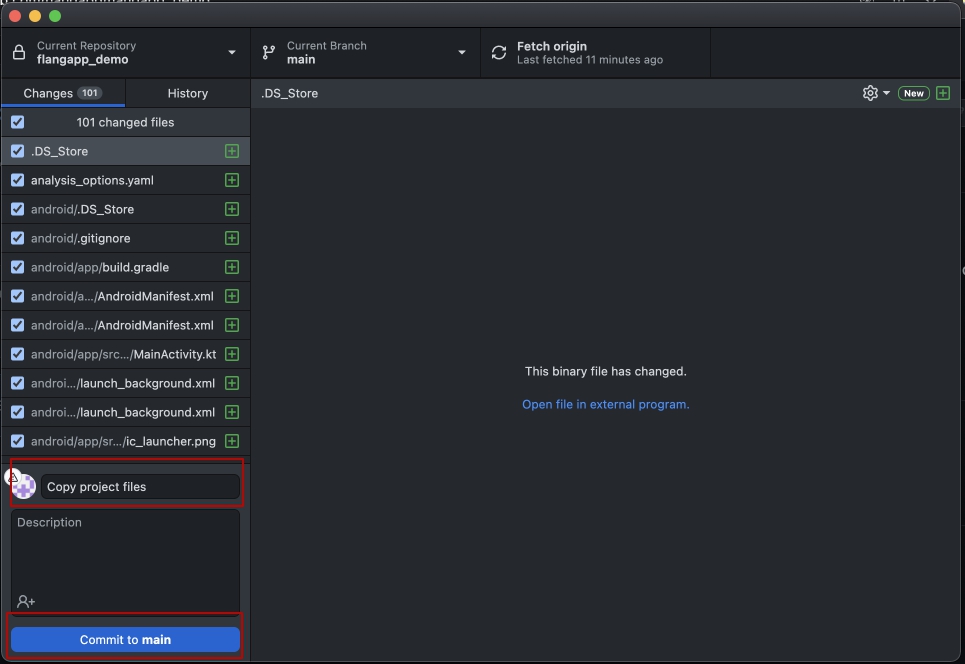 Current Repository
flangapp_demo
Current Branch
main
Fetch origin
Last fetched 11 minutes ago
Changes 101
History
.DS_Store
New
101 changed files
.DS_Store
analysis_options.yaml
android/.DS_Store
android/.gitignore
android/app/build.gradle
android/a.../AndroidManifest.xml
android/a.../AndroidManifest.xml
android/app/src.../MainActivity.kt
androi.../launch_background.xml
androi.../launch_background.xml
android/app/sr.../ic_launcher.png
This binary file has changed.
Open file in external program.
Copy project files
Description
Commit to main